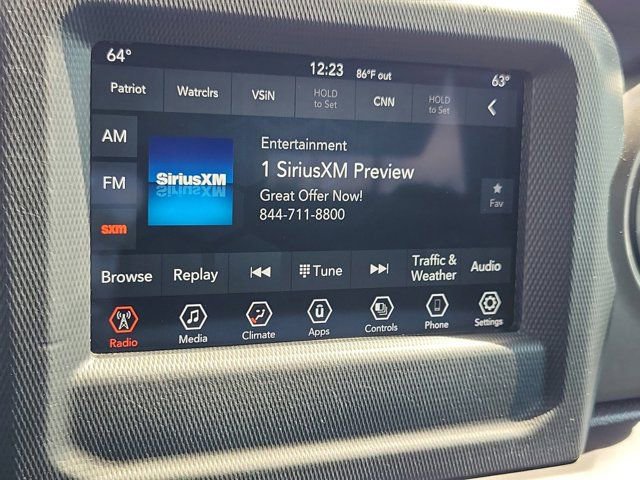 64°
12:23
86°F out
63°
Patriot
Watrclrs
VSiN
HOLD
to Set
CNN
HOLD
to Set
AM
FM
sxm
SiriusXM
Entertainment
1 SiriusXM Preview
Great Offer Now!
844-711-8800
Fav
Browse
Replay
Tune
Traffic &
Weather
Audio
Radio
Media
Climate
Apps
Controls
Phone
Settings